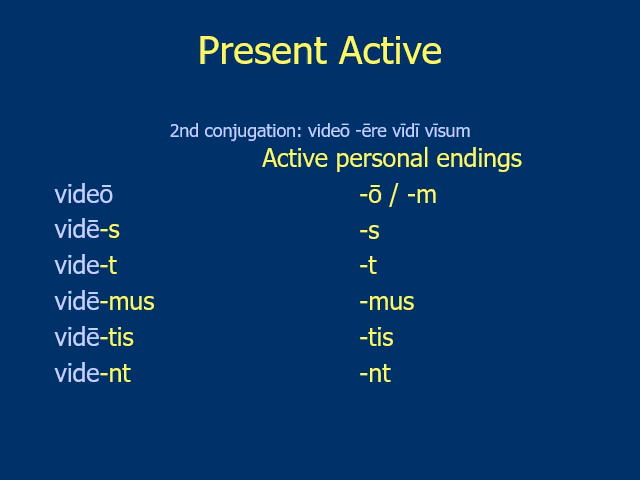 Present Active
2nd conjugation: videō -ēre vīdī vīsum
Active personal endings
videō -ō / -m
vidē-s -s
vide-t -t
vidē-mus -mus
vidē-tis -tis
vide-nt -nt